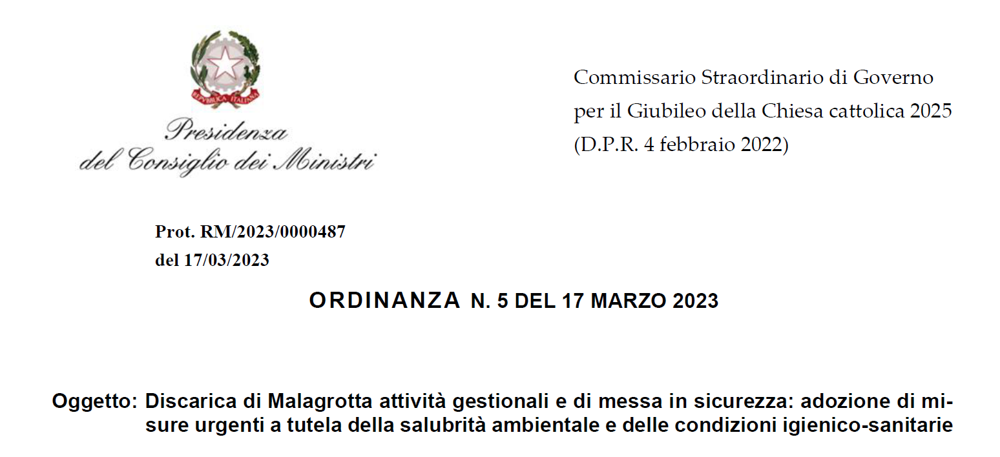 REPVBBLICA ITALIANA
Presidenza
del Consiglio dei Ministri
Commissario Straordinario di Governo
per il Giubileo della Chiesa cattolica 2025
(D.P.R. 4 febbraio 2022)
Prot. RM/2023/0000487
del 17/03/2023
ORDINANZA N. 5 DEL 17 MARZO 2023
Oggetto: Discarica di Malagrotta attività gestionali e di messa in sicurezza: adozione di mi-
sure urgenti a tutela della salubrità ambientale e delle condizioni igienico-sanitarie